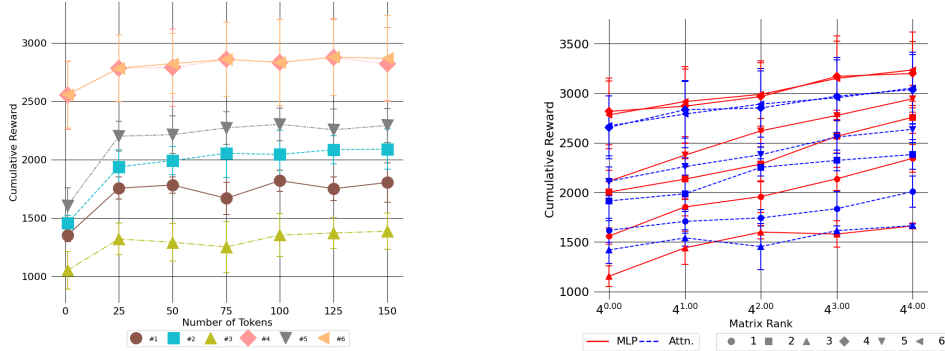 Cumulative Reward
3000
2500
2000
1500
1000
0
25
50
75
100
125
150
Number of Tokens
#1 #2 #3 #4 #5 #6
Cumulative Reward
3500
3000
2500
2000
1500
1000
4^0.00 4^1.00 4^2.00 4^3.00 4^4.00
Matrix Rank
MLP Attn. 1 2 3 4 5 6